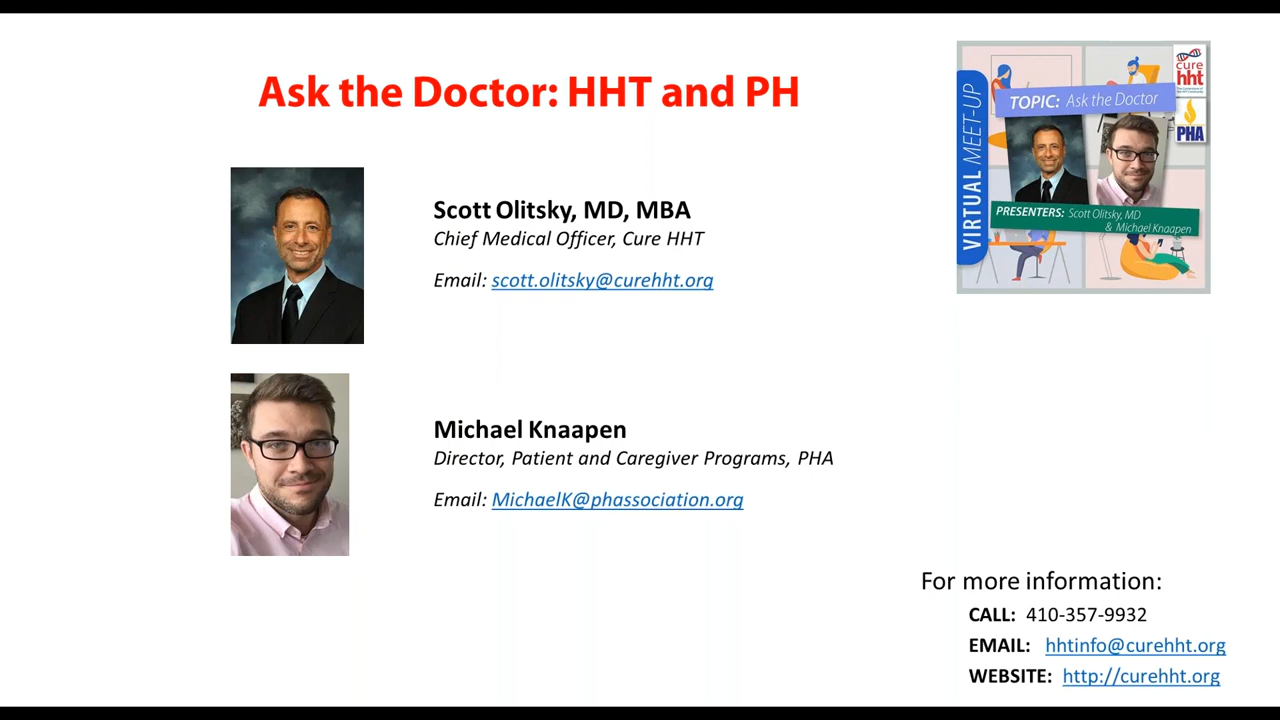 Ask the Doctor: HHT and PH
Scott Olitsky, MD, MBA
Chief Medical Officer, Cure HHT
Email: scott.olitsky@curehht.org
Michael Knaapen
Director, Patient and Caregiver Programs, PHA
Email: MichaelK@phassociation.org
VIRTUAL MEET-UP
TOPIC: Ask the Doctor
cure
hht
PHA
PRESENTERS: Scott Olitsky, MD
& Michael Knaapen
For more information:
CALL: 410-357-9932
EMAIL: hhtinfo@curehht.org
WEBSITE: http://curehht.org